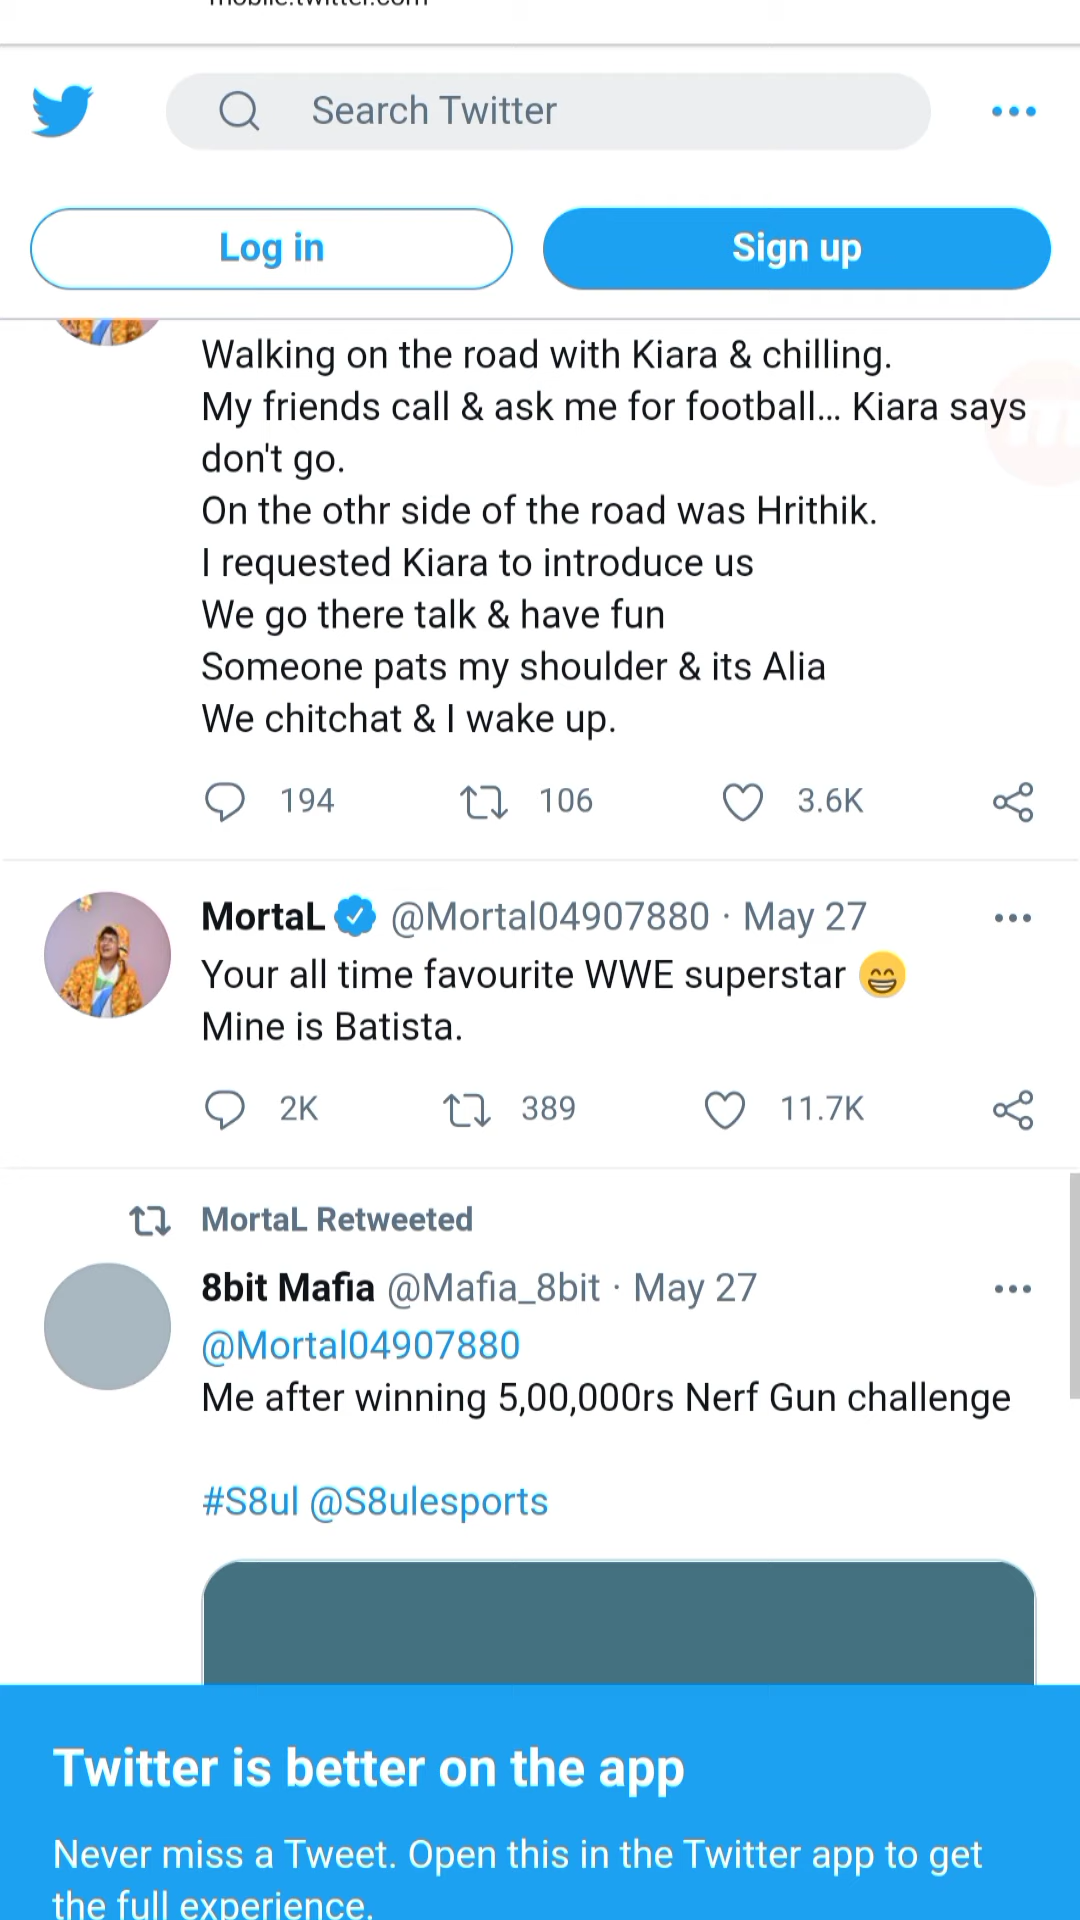 mobile.twitter.com
Search Twitter
Log in
Sign up
Walking on the road with Kiara & chilling.
My friends call & ask me for football... Kiara says
don't go.
On the othr side of the road was Hrithik.
I requested Kiara to introduce us
We go there talk & have fun
Someone pats my shoulder & its Alia
We chitchat & I wake up.
194 106 3.6K
MortaL @Mortal04907880 · May 27
Your all time favourite WWE superstar 😁
Mine is Batista.
2K 389 11.7K
MortaL Retweeted
8bit Mafia @Mafia_8bit · May 27
@Mortal04907880
Me after winning 5,00,000rs Nerf Gun challenge
#S8ul @S8ulesports
Twitter is better on the app
Never miss a Tweet. Open this in the Twitter app to get
the full experience.